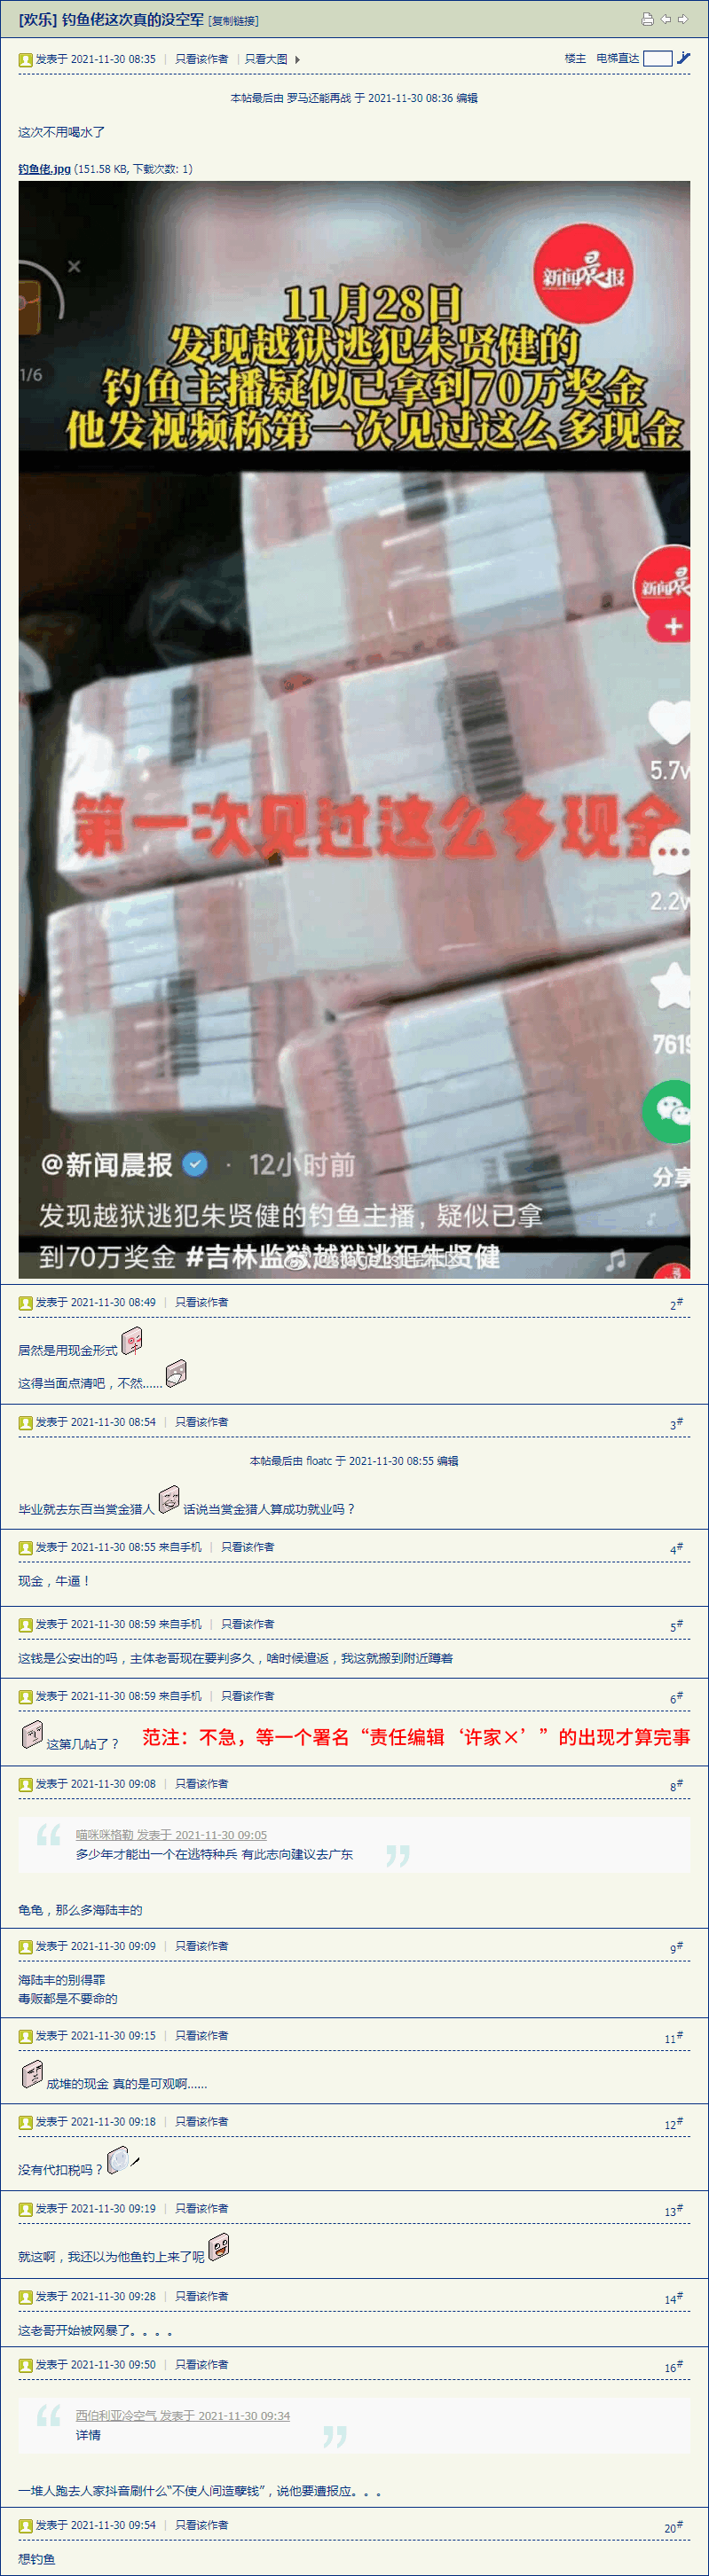 [欢乐] 钓鱼佬这次真的没空军 [复制链接]
发表于 2021-11-30 08:35 | 只看该作者 | 只看大图
楼主 电梯直达
本帖最后由 罗马还能再战 于 2021-11-30 08:36 编辑
这次不用喝水了
钓鱼佬.jpg (151.58 KB, 下载次数: 1)
新闻晨报
11月28日
发现越狱逃犯朱贤健的
1/6
钓鱼主播疑似已拿到70万奖金
他发视频称第一次见过这么多现金
新闻晨
5.7w
第一次见过这么多现金
2.2w
7619
@新闻晨报 · 12小时前
分享
发现越狱逃犯朱贤健的钓鱼主播，疑似已拿
到70万奖金 #吉林监狱越狱逃犯朱贤健
发表于 2021-11-30 08:49 | 只看该作者
2#
居然是用现金形式
这得当面点清吧，不然......
发表于 2021-11-30 08:54 | 只看该作者
3#
本帖最后由 floatc 于 2021-11-30 08:55 编辑
毕业就去东百当赏金猎人 话说当赏金猎人算成功就业吗？
发表于 2021-11-30 08:55 来自手机 | 只看该作者
4#
现金，牛逼！
发表于 2021-11-30 08:59 来自手机 | 只看该作者
5#
这钱是公安出的吗，主体老哥现在要判多久，啥时候遣返，我这就搬到附近蹲着
发表于 2021-11-30 08:59 来自手机 | 只看该作者
6#
这第几帖了？
范注：不急，等一个署名“责任编辑‘许家×’”的出现才算完事
发表于 2021-11-30 09:08 | 只看该作者
8#
喵咪咪格勒 发表于 2021-11-30 09:05
多少年才能出一个在逃特种兵 有此志向建议去广东
龟龟，那么多海陆丰的
发表于 2021-11-30 09:09 | 只看该作者
9#
海陆丰的别得罪
毒贩都是不要命的
发表于 2021-11-30 09:15 | 只看该作者
11#
成堆的现金 真的是可观啊......
发表于 2021-11-30 09:18 | 只看该作者
12#
没有代扣税吗？
发表于 2021-11-30 09:19 | 只看该作者
13#
就这啊，我还以为他鱼钓上来了呢
发表于 2021-11-30 09:28 | 只看该作者
14#
这老哥开始被网暴了。。。。
发表于 2021-11-30 09:50 | 只看该作者
16#
西伯利亚冷空气 发表于 2021-11-30 09:34
详情
一堆人跑去人家抖音刷什么"不使人间造孽钱"，说他要遭报应。。。
发表于 2021-11-30 09:54 | 只看该作者
20#
想钓鱼